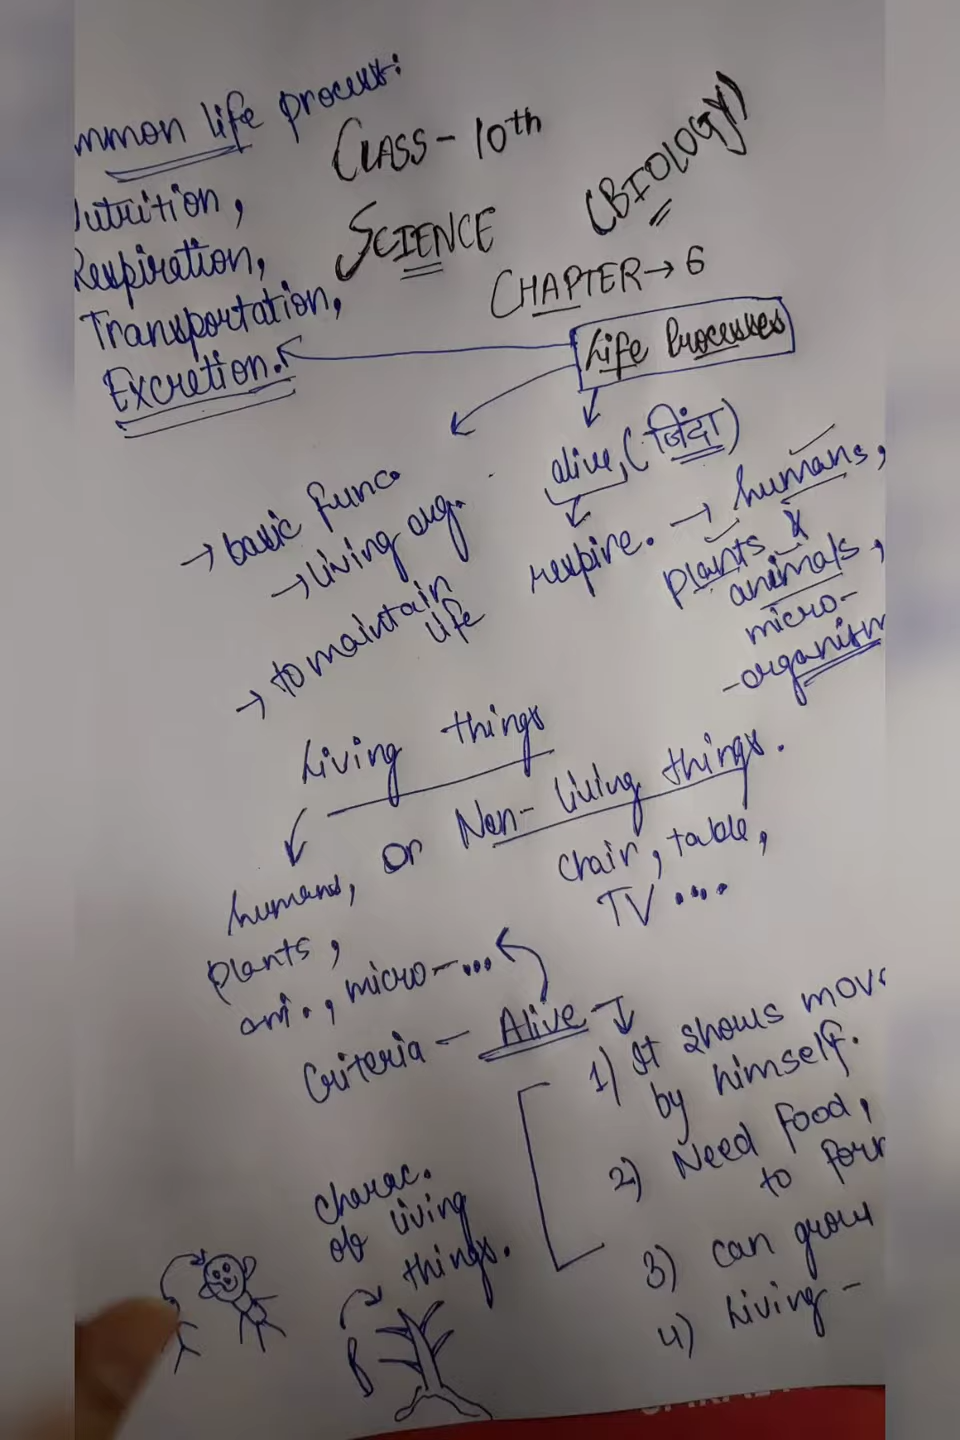 mmon life process:
Nutrition,
Respiration,
Transportation,
Excretion.
CLASS - 10th
SCIENCE (BIOLOGY)
CHAPTER → 6
Life Processes
→ basic func.
→ living org.
→ to maintain
life
alive, (जिंदा)
respire. → humans,
plants &
animals,
micro-
-organism
Living things
or Non-living things.
humans,
plants,
ani., micro-...
chair, table,
TV ....
Criteria - Alive →
1) It shows mov
by himself.
2) Need food,
to
3) can grow
4) Living -
charac.
of living
things.